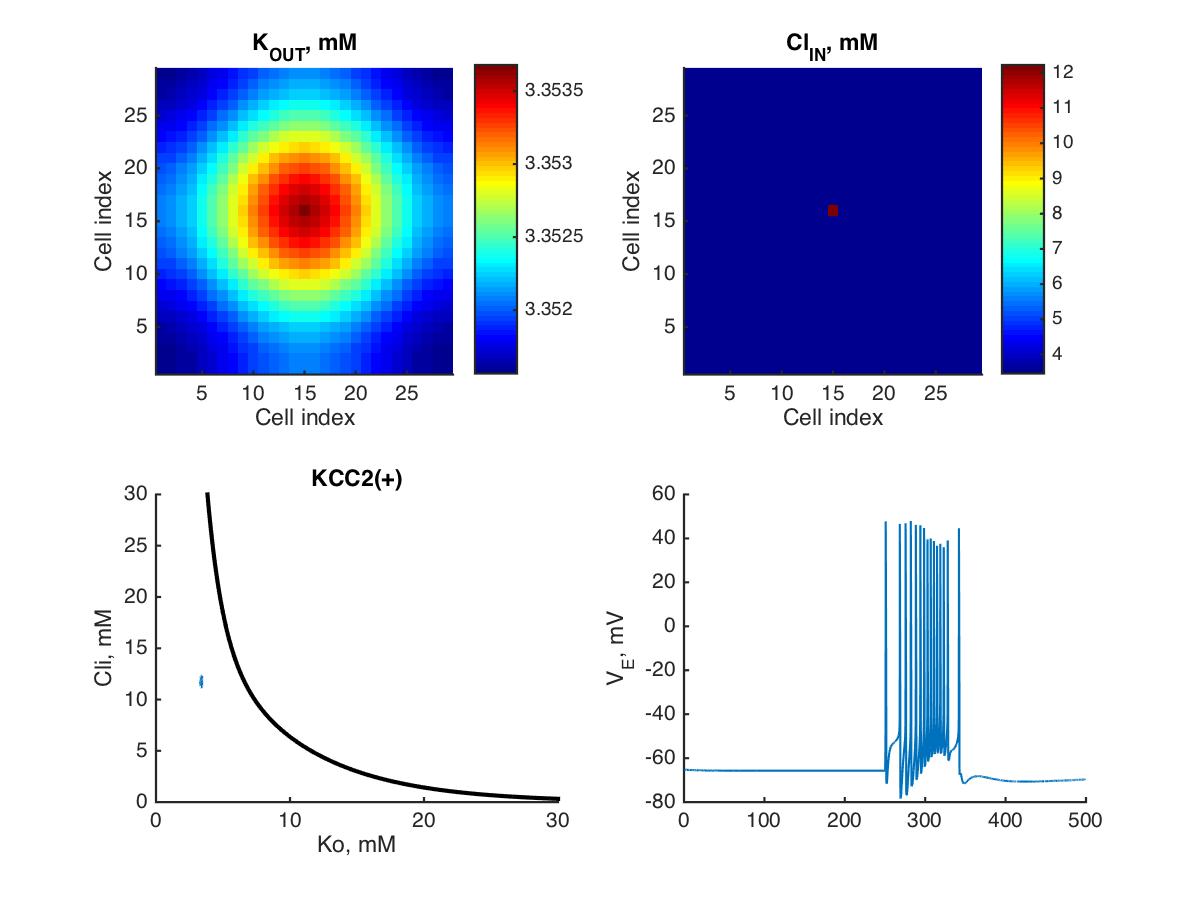 K_OUT, mM
Cl_IN, mM
25
20
15
10
5
Cell index
5 10 15 20 25
Cell index
3.3535
3.353
3.3525
3.352
25
20
15
10
5
Cell index
5 10 15 20 25
Cell index
12
11
10
9
8
7
6
5
4
KCC2(+)
30
25
20
15
10
5
0
Cli, mM
0 10 20 30
Ko, mM
60
40
20
0
-20
-40
-60
-80
V_E, mV
0 100 200 300 400 500